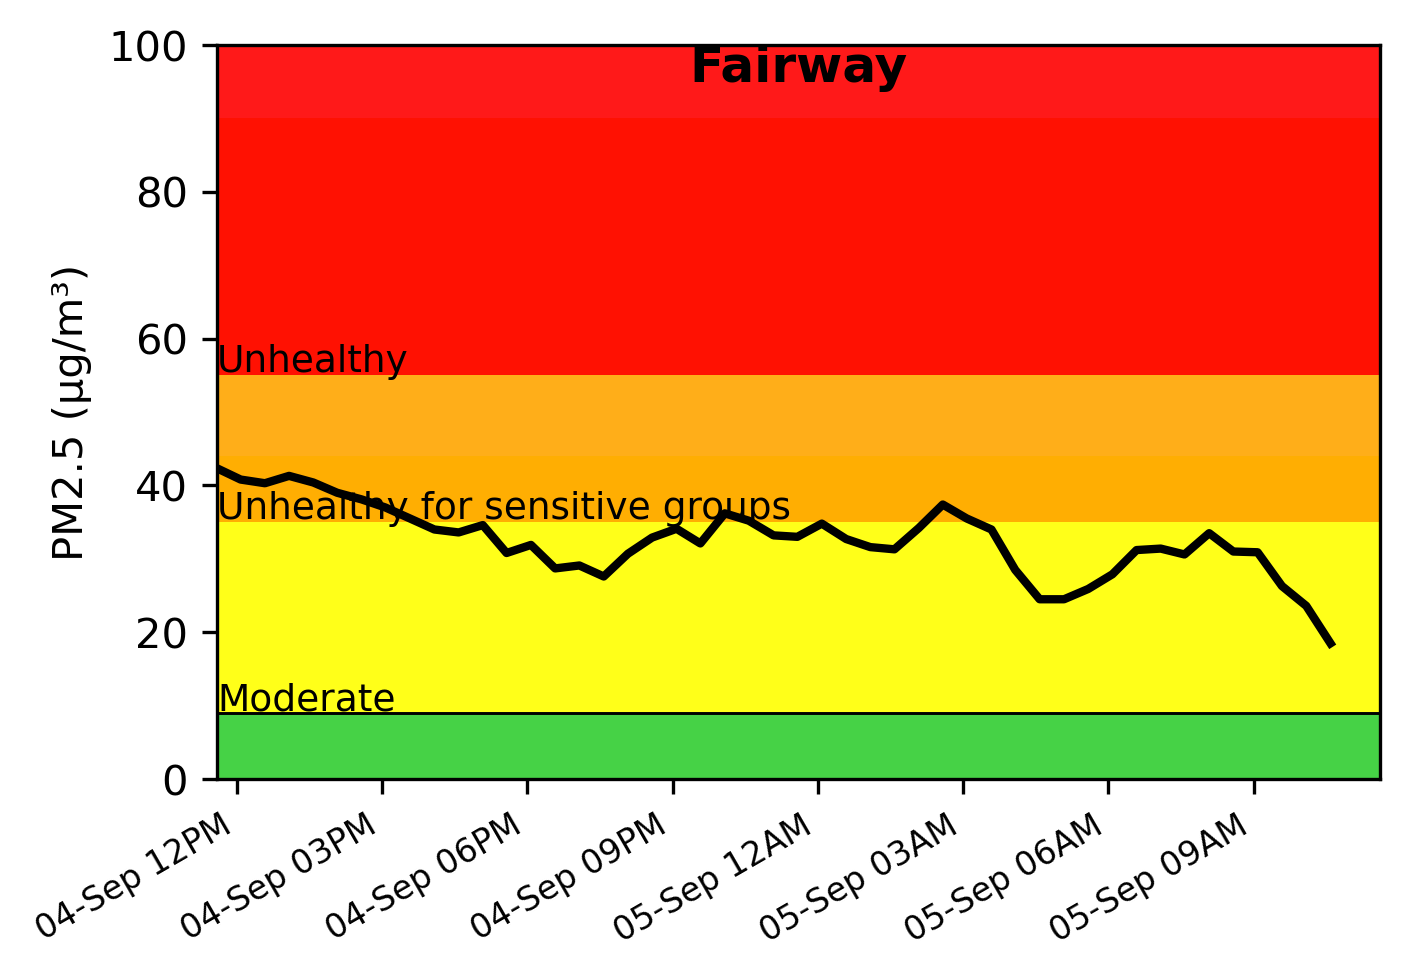 Fairway
PM2.5 (µg/m³)
100
80
60
40
20
0
Unhealthy
Unhealthy for sensitive groups
Moderate
04-Sep 12PM
04-Sep 03PM
04-Sep 06PM
04-Sep 09PM
05-Sep 12AM
05-Sep 03AM
05-Sep 06AM
05-Sep 09AM